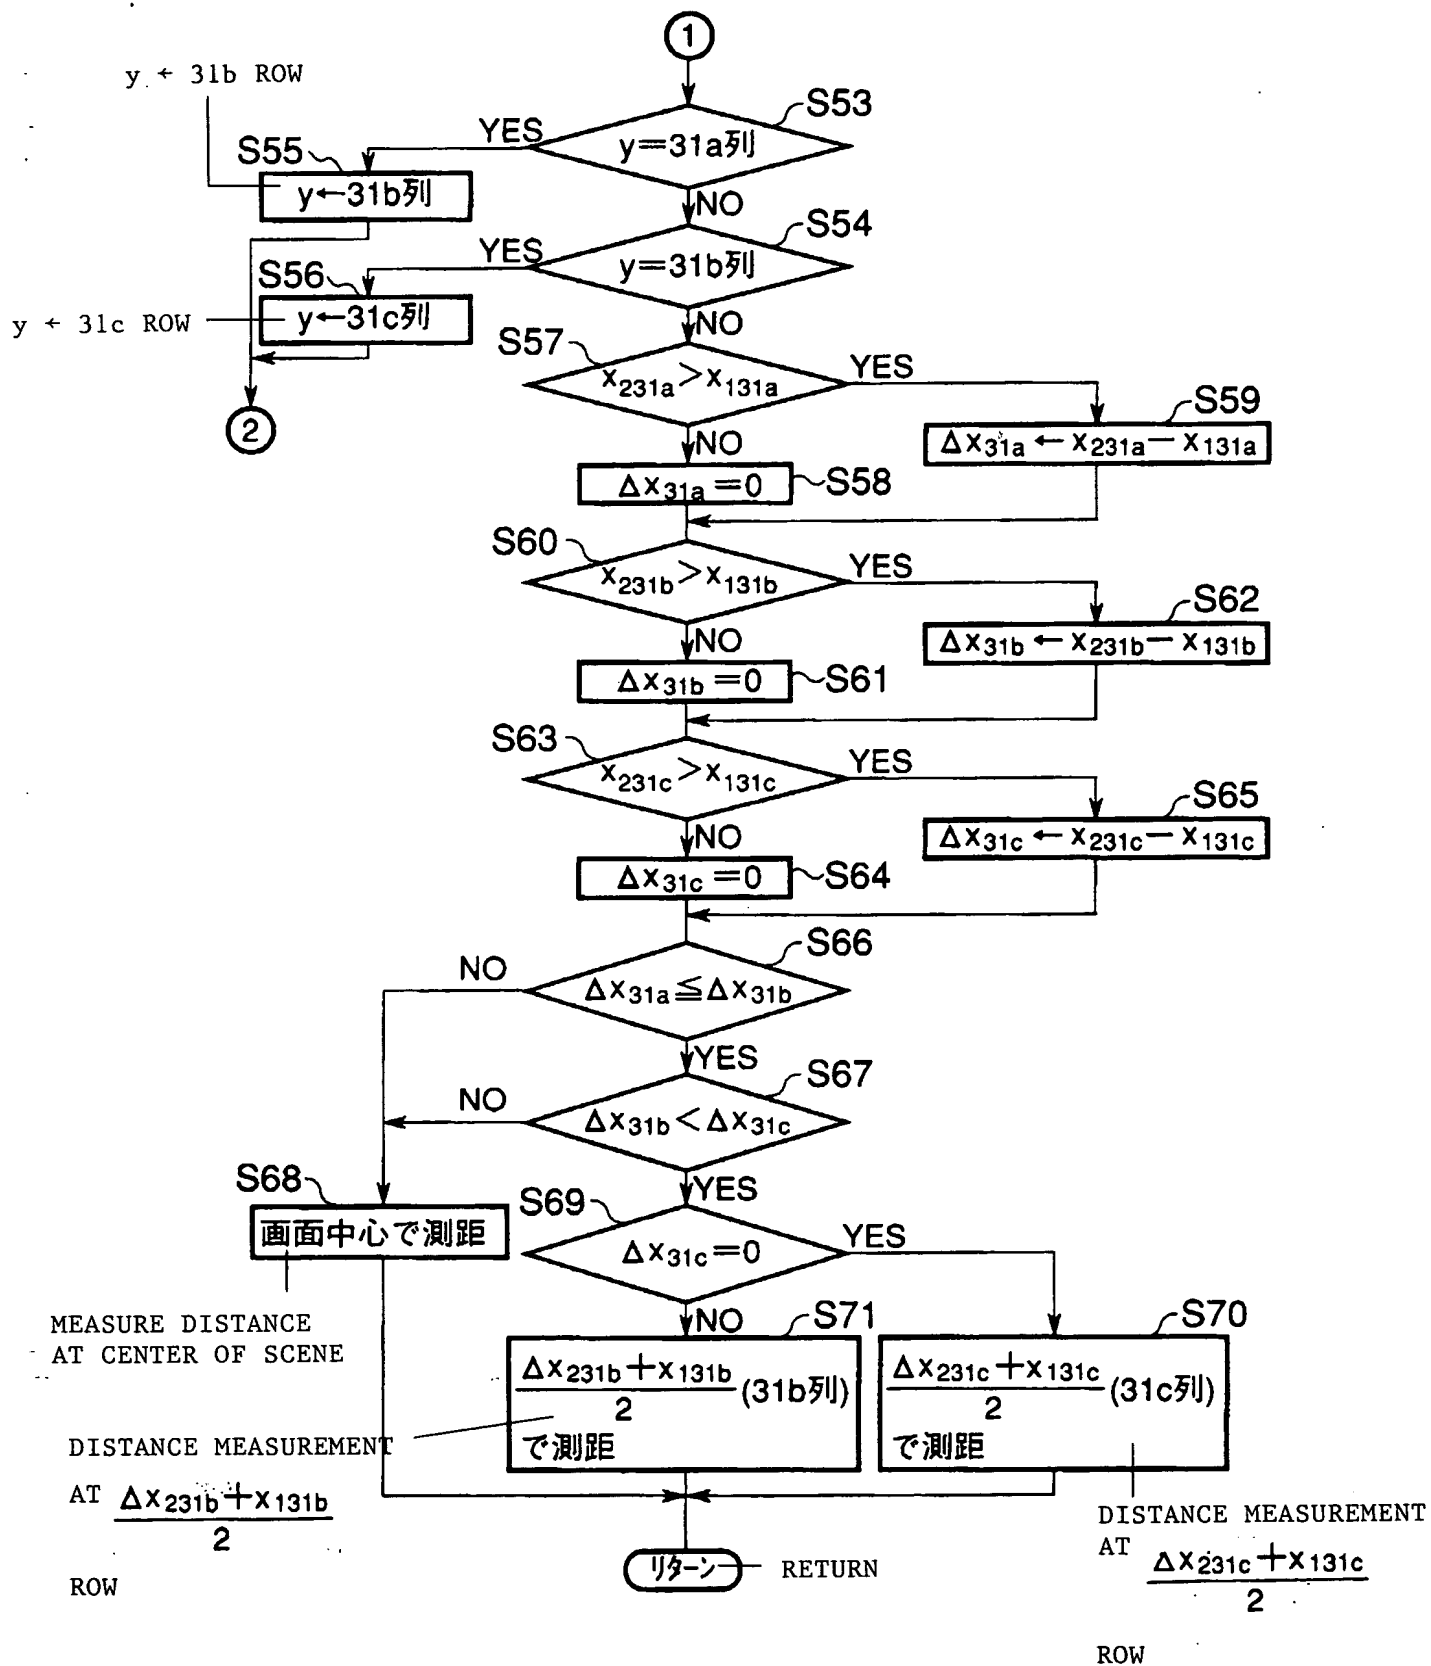 1
y ← 31b ROW
S53
YES
y=31a列
S55
y←31b列
NO
S54
YES
y=31b列
S56
y←31c列
y ← 31c ROW
NO
S57
x231a>x131a
YES
2
S59
Δx31a←x231a−x131a
NO
Δx31a=0
S58
S60
x231b>x131b
YES
S62
Δx31b←x231b−x131b
NO
Δx31b=0
S61
S63
x231c>x131c
YES
S65
Δx31c←x231c−x131c
NO
Δx31c=0
S64
S66
NO
Δx31a≦Δx31b
YES
S67
NO
Δx31b<Δx31c
YES
S68
画面中心で測距
S69
Δx31c=0
YES
MEASURE DISTANCE
AT CENTER OF SCENE
NO
S71
S70
Δx231b+x131b
2
(31b列)
で測距
Δx231c+x131c
2
(31c列)
で測距
DISTANCE MEASUREMENT
AT Δx231b+x131b
2
ROW
リターン
RETURN
DISTANCE MEASUREMENT
AT Δx231c+x131c
2
ROW